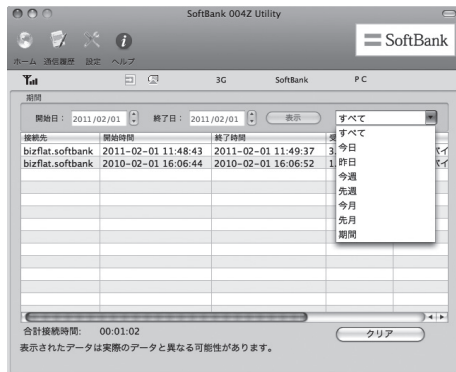 SoftBank 004Z Utility
ホーム 通信履歴 設定 ヘルプ
SoftBank
3G SoftBank PC
期間
開始日： 2011/02/01 終了日： 2011/02/01 表示 すべて
接続先 開始時間 終了時間
bizflat.softbank 2011-02-01 11:48:43 2011-02-01 11:49:37 3.
bizflat.softbank 2010-02-01 16:06:44 2010-02-01 16:06:52 1.
すべて
今日
昨日
今週
先週
今月
先月
期間
合計接続時間: 00:01:02 クリア
表示されたデータは実際のデータと異なる可能性があります。